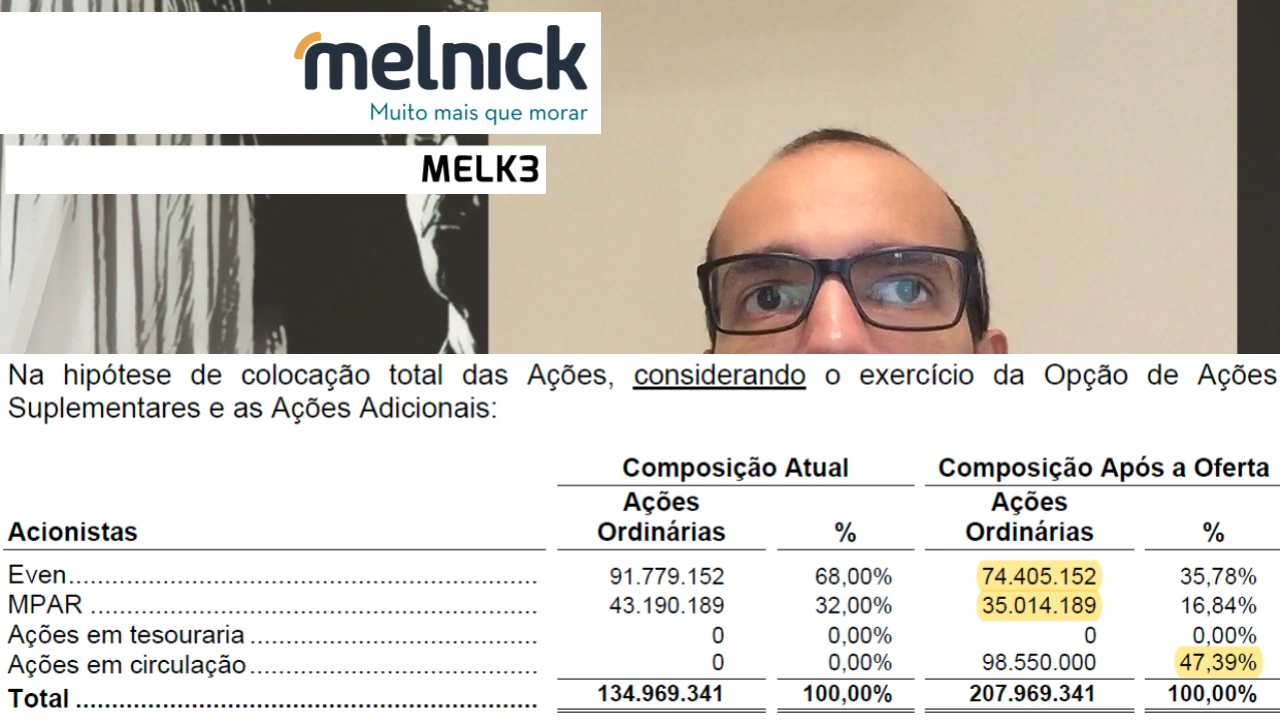 melnick
Muito mais que morar
MELK3
Na hipótese de colocação total das Ações, considerando o exercício da Opção de Ações
Suplementares e as Ações Adicionais:
Composição Atual Composição Após a Oferta
Ações Ações
Acionistas Ordinárias % Ordinárias %
Even...................................................... 91.779.152 68,00% 74.405.152 35,78%
MPAR ................................................... 43.190.189 32,00% 35.014.189 16,84%
Ações em tesouraria ................................. 0 0,00% 0 0,00%
Ações em circulação ................................. 0 0,00% 98.550.000 47,39%
Total ...................................................... 134.969.341 100,00% 207.969.341 100,00%